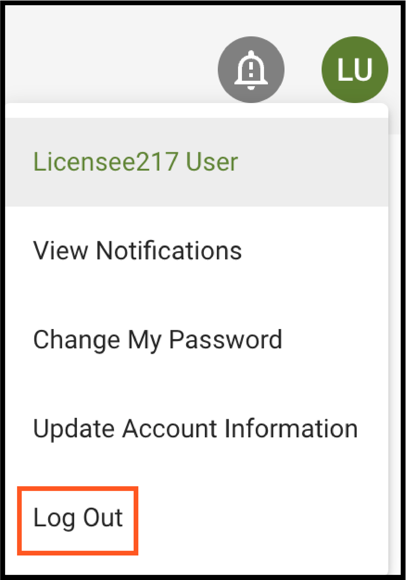 LU
Licensee217 User
View Notifications
Change My Password
Update Account Information
Log Out